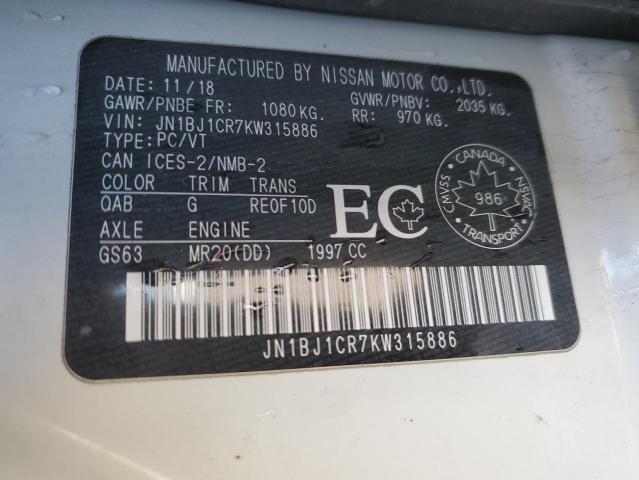 MANUFACTURED BY NISSAN MOTOR CO.,LTD.
DATE: 11/18
GAWR/PNBE FR: 1080 KG. GVWR/PNBV: 2035 KG.
RR: 970 KG.
VIN: JN1BJ1CR7KW315886
TYPE: PC/VT
CAN ICES-2/NMB-2
COLOR TRIM TRANS
QAB G RE0F10D
AXLE ENGINE
GS63 MR20(DD) 1997 CC
EC
CANADA
CMVSS NSVAC
986
TRANSPORT
JN1BJ1CR7KW315886